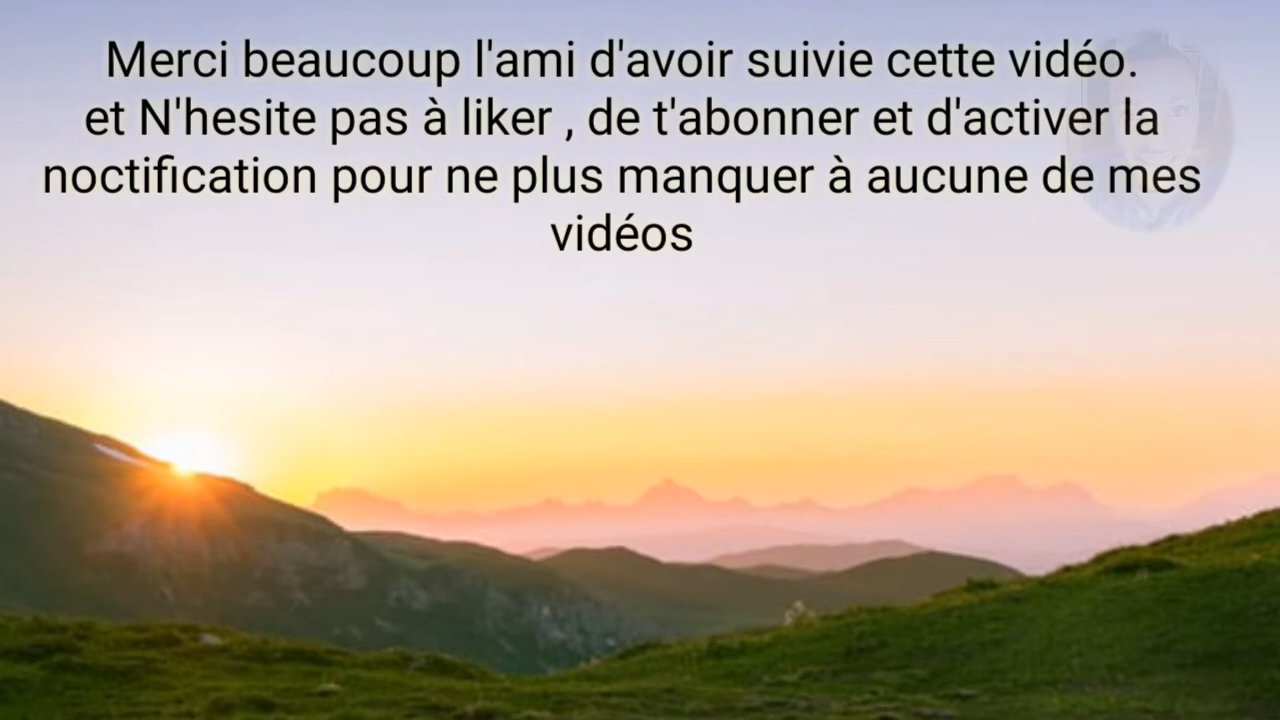 Merci beaucoup l'ami d'avoir suivie cette vidéo.
et N'hesite pas à liker , de t'abonner et d'activer la
noctification pour ne plus manquer à aucune de mes
vidéos